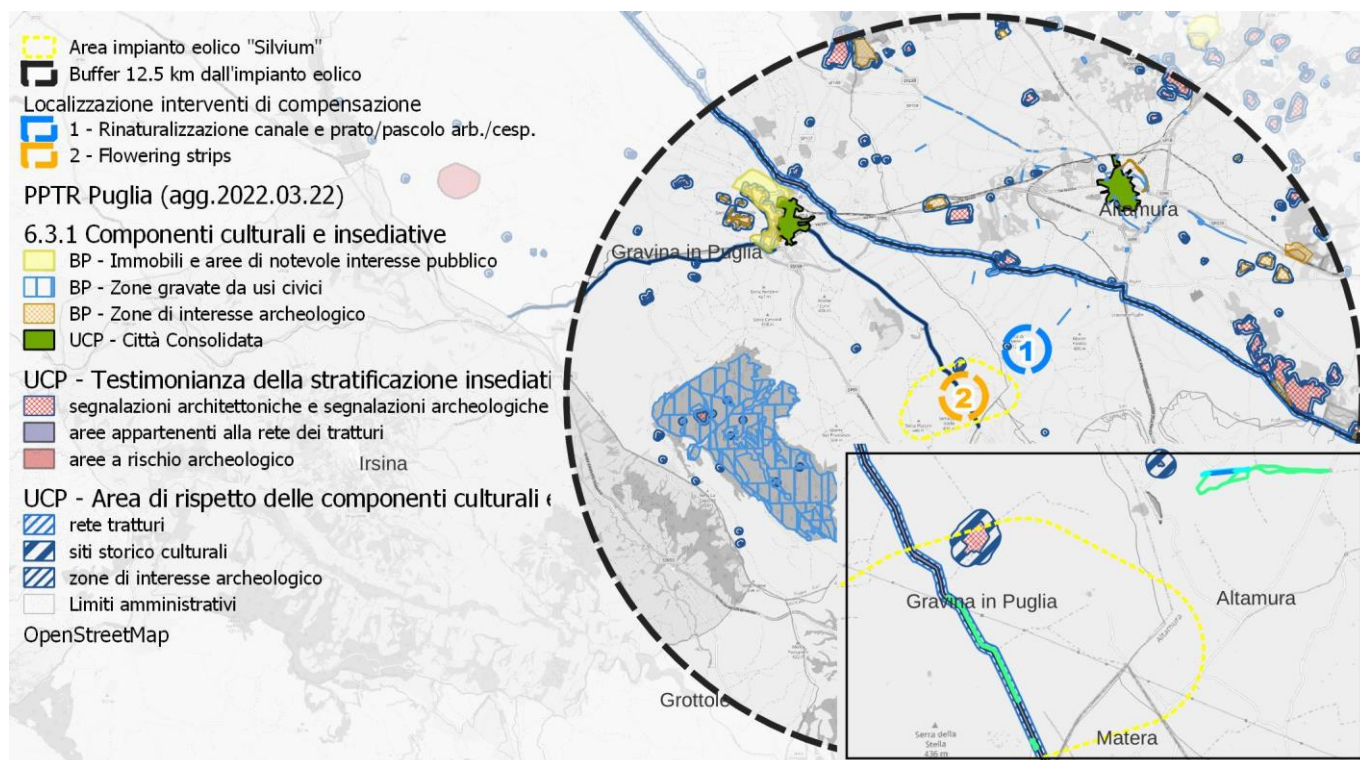 Area impianto eolico "Silvium"
Buffer 12.5 km dall'impianto eolico
Localizzazione interventi di compensazione
1 - Rinaturalizzazione canale e prato/pascolo arb./cesp.
2 - Flowering strips
PPTR Puglia (agg.2022.03.22)
6.3.1 Componenti culturali e insediative
BP - Immobili e aree di notevole interesse pubblico
BP - Zone gravate da usi civici
BP - Zone di interesse archeologico
UCP - Città Consolidata
UCP - Testimonianza della stratificazione insediati
segnalazioni architettoniche e segnalazioni archeologiche
aree appartenenti alla rete dei tratturi
aree a rischio archeologico
UCP - Area di rispetto delle componenti culturali e
rete tratturi
siti storico culturali
zone di interesse archeologico
Limiti amministrativi
OpenStreetMap
Irsina
Gravina in Puglia
Altamura
1
2
Grottole
Gravina in Puglia
Altamura
Altamura
Serra della
Stella
436 m
Matera